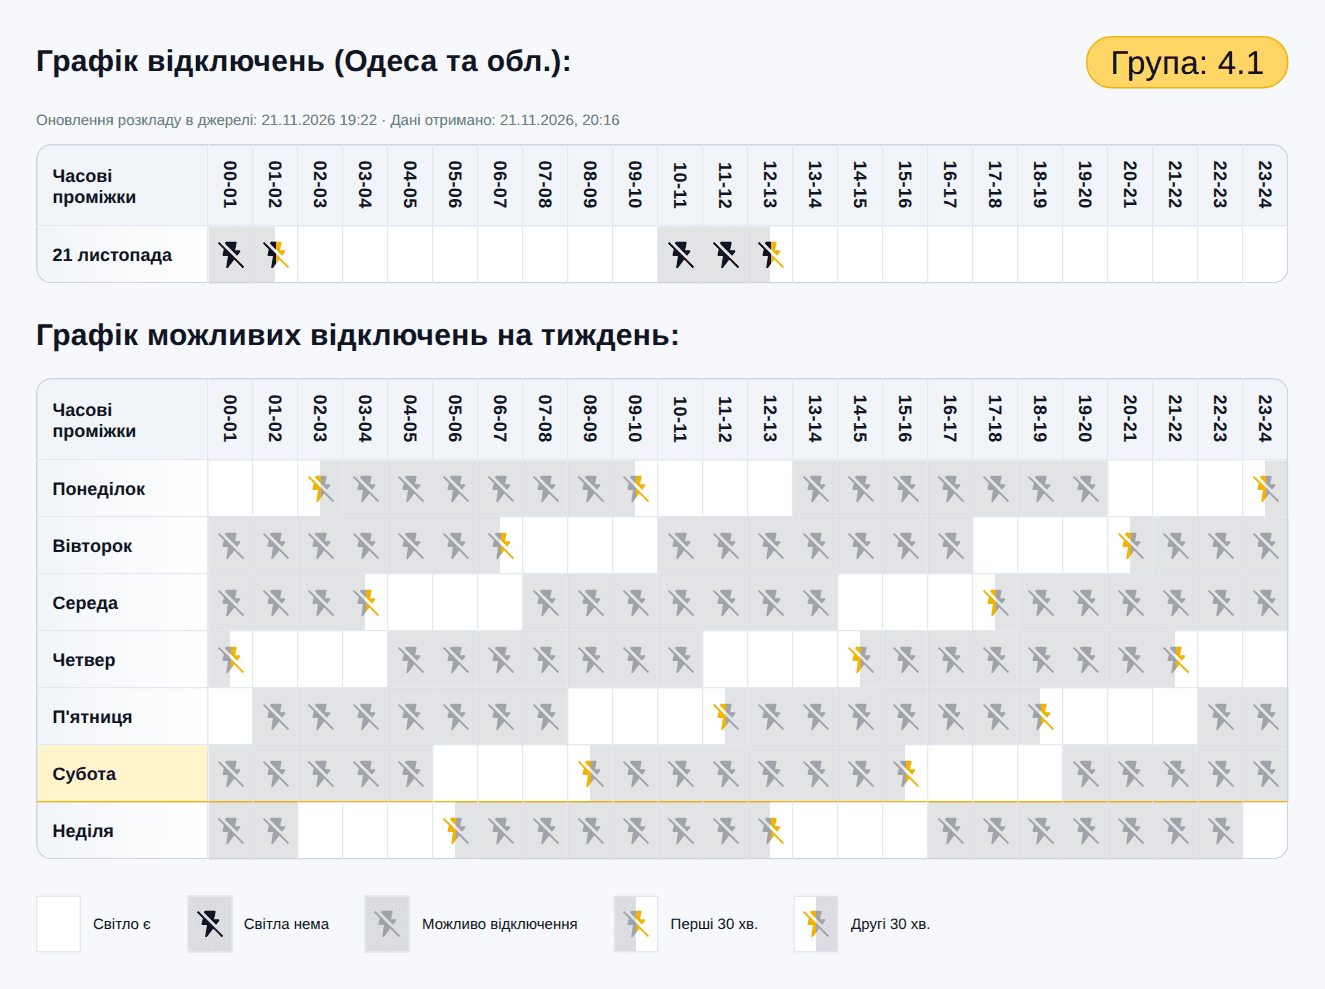 Графік відключень (Одеса та обл.):
Група: 4.1
Оновлення розкладу в джерелі: 21.11.2026 19:22 · Дані отримано: 21.11.2026, 20:16
Часові проміжки 00-01 01-02 02-03 03-04 04-05 05-06 06-07 07-08 08-09 09-10 10-11 11-12 12-13 13-14 14-15 15-16 16-17 17-18 18-19 19-20 20-21 21-22 22-23 23-24
21 листопада
Графік можливих відключень на тиждень:
Часові проміжки 00-01 01-02 02-03 03-04 04-05 05-06 06-07 07-08 08-09 09-10 10-11 11-12 12-13 13-14 14-15 15-16 16-17 17-18 18-19 19-20 20-21 21-22 22-23 23-24
Понеділок
Вівторок
Середа
Четвер
П'ятниця
Субота
Неділя
Світло є Світла нема Можливо відключення Перші 30 хв. Другі 30 хв.